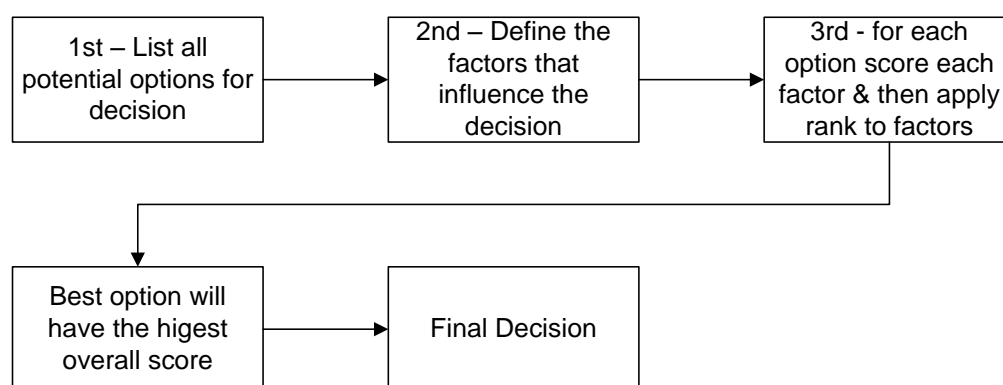 1st – List all
potential options for
decision
2nd – Define the
factors that
influence the
decision
3rd - for each
option score each
factor & then apply
rank to factors
Best option will
have the higest
overall score
Final Decision